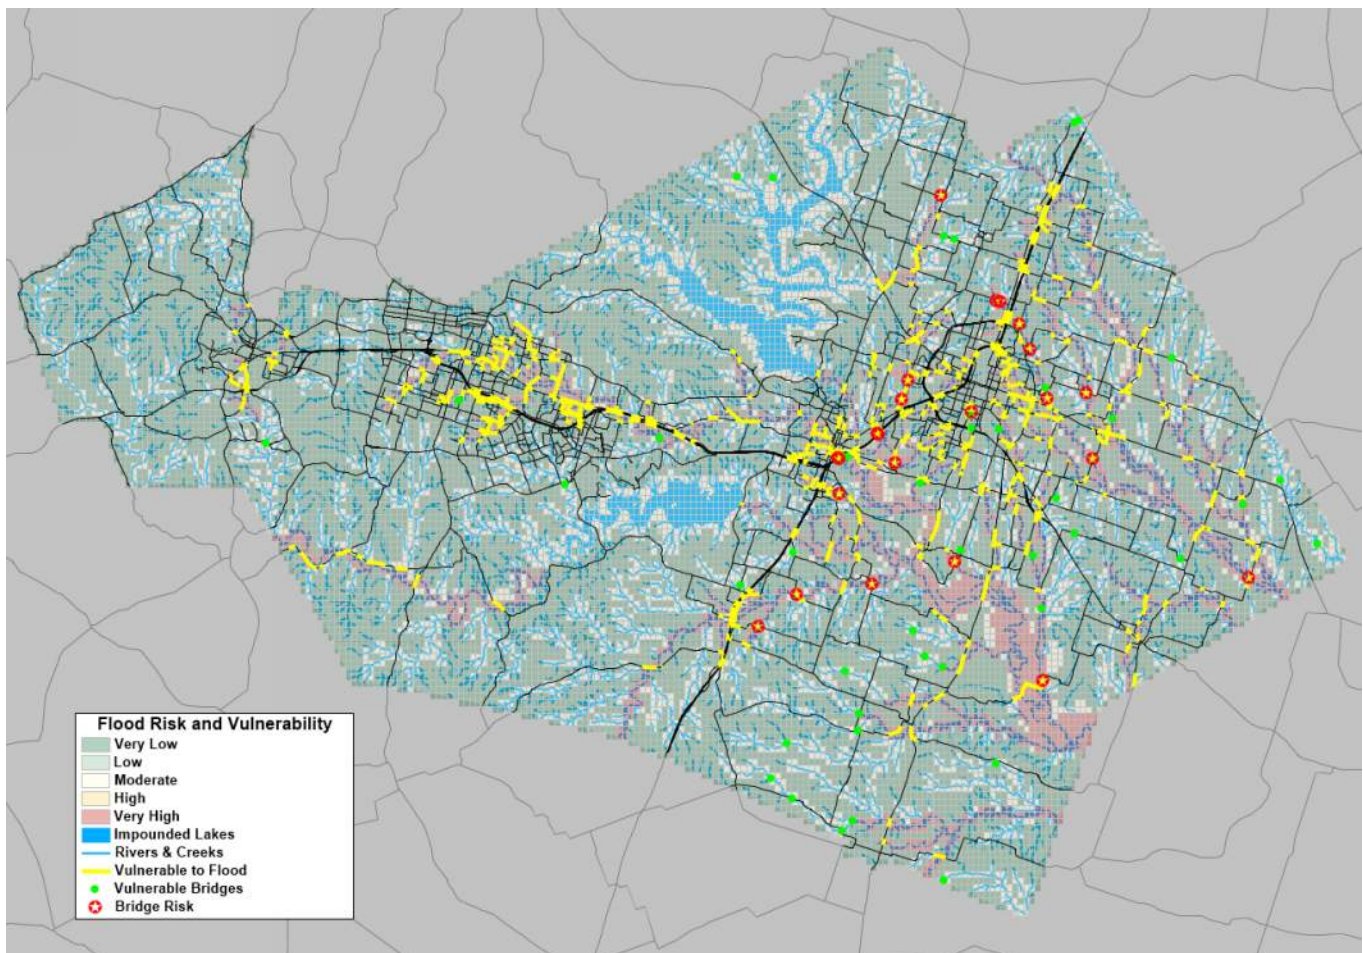 Flood Risk and Vulnerability
Very Low
Low
Moderate
High
Very High
Impounded Lakes
Rivers & Creeks
Vulnerable to Flood
Vulnerable Bridges
Bridge Risk